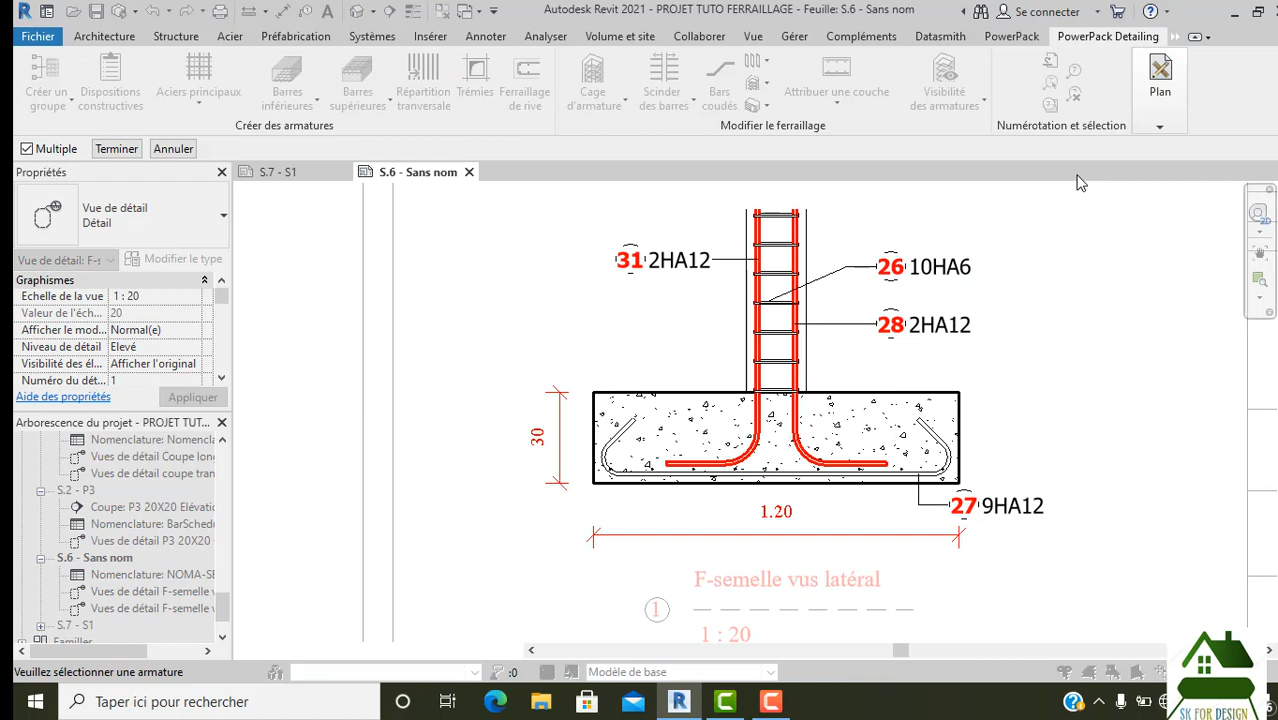 Autodesk Revit 2021 - PROJET TUTO FERRAILLAGE - Feuille: S.6 - Sans nom
Se connecter
Fichier Architecture Structure Acier Préfabrication Systèmes Insérer Annoter Analyser Volume et site Collaborer Vue Gérer Compléments Datasmith PowerPack PowerPack Detailing
Créer un groupe
Dispositions constructives
Aciers principaux
Barres inférieures
Barres supérieures
Répartition tranversale
Trémies
Ferraillage de rive
Cage d'armature
Scinder des barres
Bars coudés
Attribuer une couche
Visibilité des armatures
Plan
Créer des armatures
Modifier le ferraillage
Numérotation et sélection
Multiple Terminer Annuler
Propriétés
S.7 - S1
S.6 - Sans nom
Vue de détail
Détail
Vue de détail: F-s
Modifier le type
Graphismes
Echelle de la vue 1 : 20
Valeur de l'éch... 20
Afficher le mod... Normal(e)
Niveau de détail Elevé
Visibilité des él... Afficher l'original
Numéro du dét... 1
Aide des propriétés
Appliquer
Arborescence du projet - PROJET TUT...
Nomenclature: Nomencl
Vues de détail Coupe long
Vues de détail coupe tran
S.2 - P3
Coupe: P3 20X20 Elévatio
Nomenclature: BarSchedu
Vues de détail P3 20X20
S.6 - Sans nom
Nomenclature: NOMA-SE
Vues de détail F-semelle v
Vues de détail F-semelle v
S.7 - S1
Familles
31 2HA12
26 10HA6
28 2HA12
30
27 9HA12
1.20
F-semelle vus latéral
1
1 : 20
2D
Veuillez sélectionner une armature
:0
Modèle de base
Taper ici pour rechercher
SK FOR DESIGN